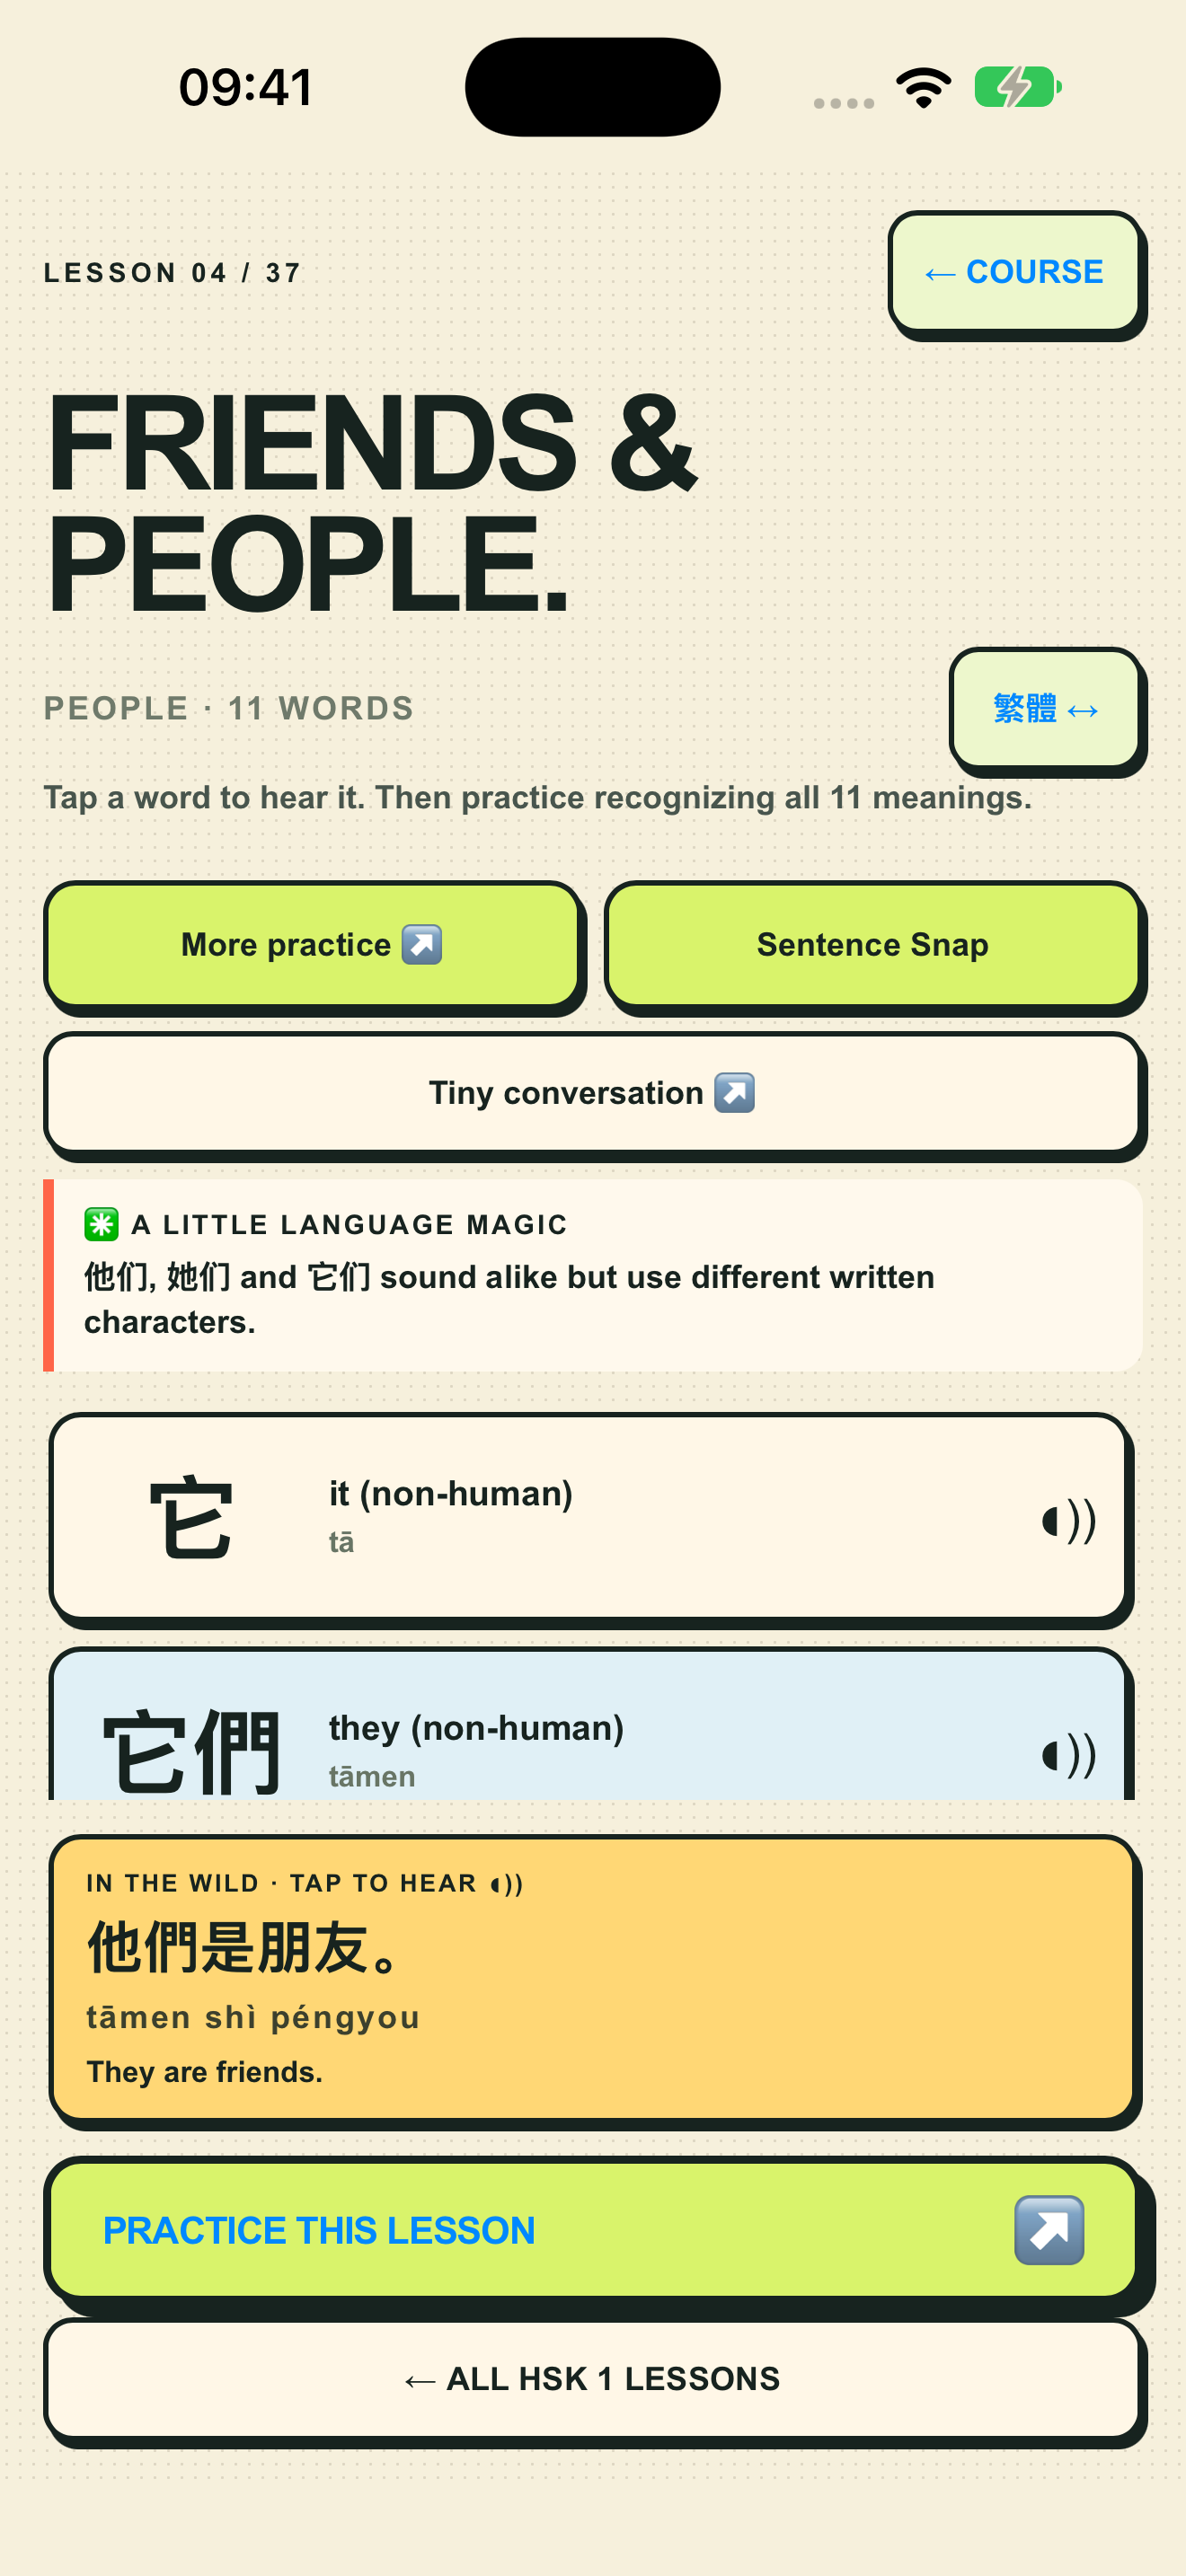 09:41
LESSON 04 / 37
← COURSE
FRIENDS &
PEOPLE.
PEOPLE · 11 WORDS
繁體 ↔
Tap a word to hear it. Then practice recognizing all 11 meanings.
More practice ↗
Sentence Snap
Tiny conversation ↗
✳ A LITTLE LANGUAGE MAGIC
他们, 她们 and 它们 sound alike but use different written
characters.
它
it (non-human)
tā
它們
they (non-human)
tāmen
IN THE WILD · TAP TO HEAR
他們是朋友。
tāmen shì péngyou
They are friends.
PRACTICE THIS LESSON ↗
← ALL HSK 1 LESSONS